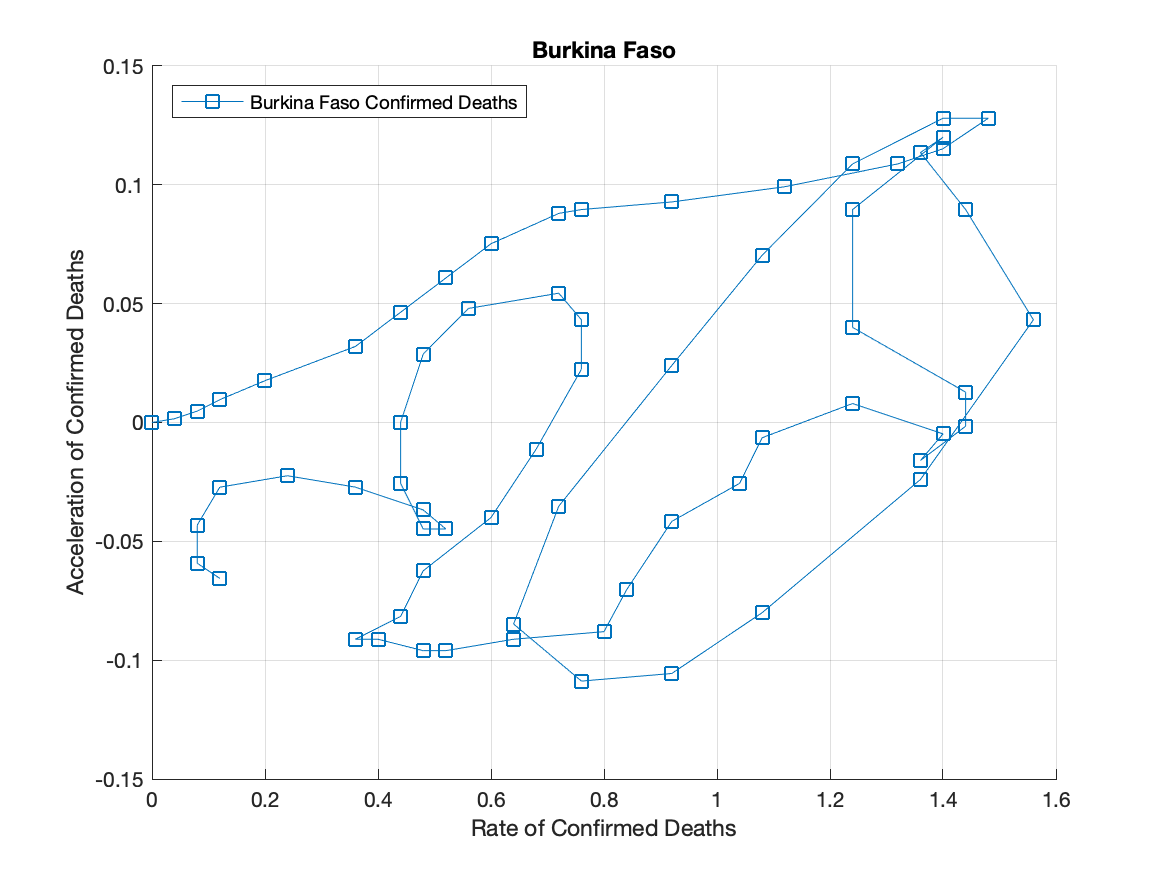 Burkina Faso
Burkina Faso Confirmed Deaths
Acceleration of Confirmed Deaths
0.15
0.1
0.05
0
-0.05
-0.1
-0.15
0 0.2 0.4 0.6 0.8 1 1.2 1.4 1.6
Rate of Confirmed Deaths